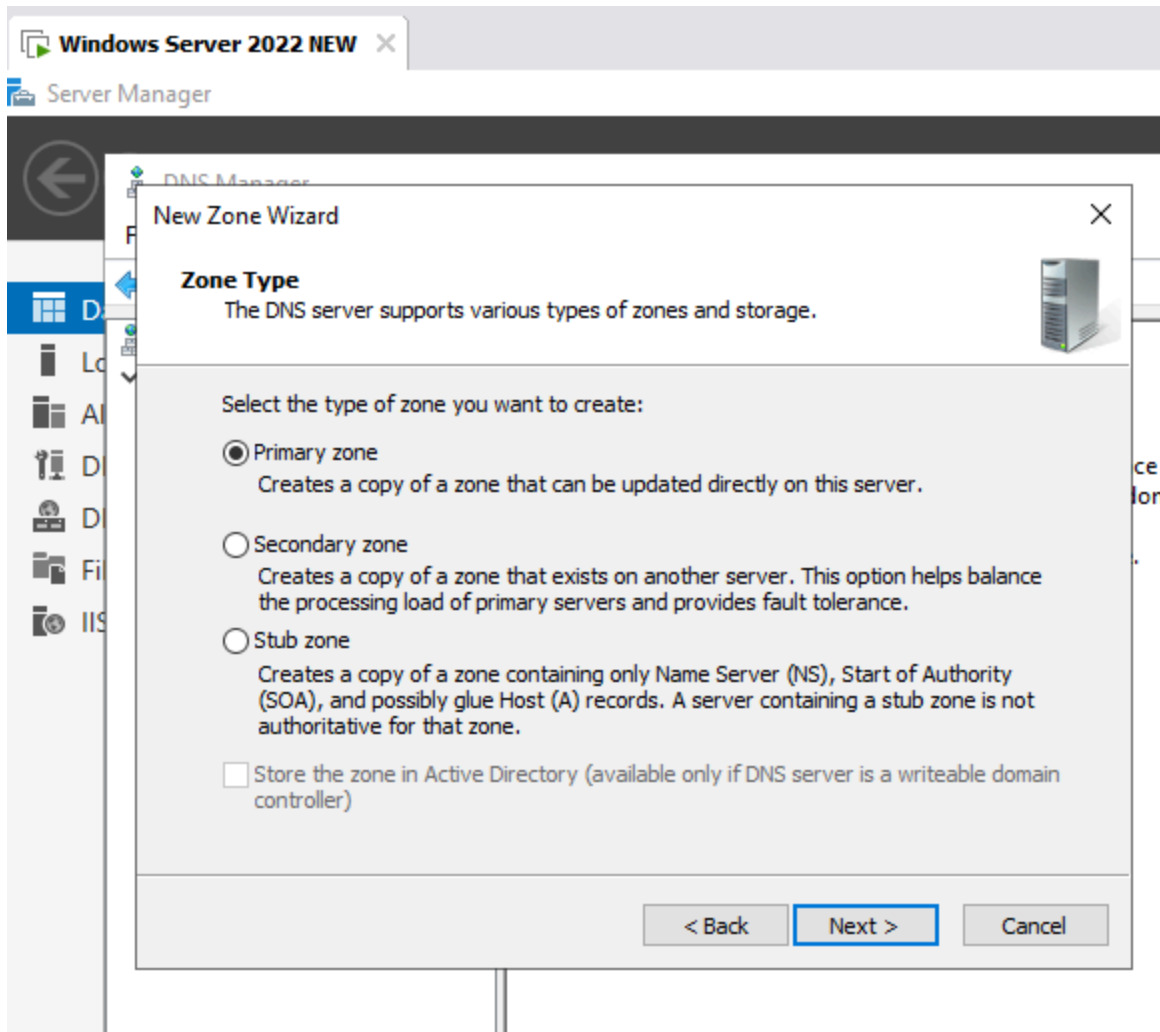 Windows Server 2022 NEW
Server Manager
DNS Manager
New Zone Wizard
Zone Type
The DNS server supports various types of zones and storage.
Select the type of zone you want to create:
Primary zone
Creates a copy of a zone that can be updated directly on this server.
Secondary zone
Creates a copy of a zone that exists on another server. This option helps balance
the processing load of primary servers and provides fault tolerance.
Stub zone
Creates a copy of a zone containing only Name Server (NS), Start of Authority
(SOA), and possibly glue Host (A) records. A server containing a stub zone is not
authoritative for that zone.
Store the zone in Active Directory (available only if DNS server is a writeable domain
controller)
< Back Next > Cancel
IIS